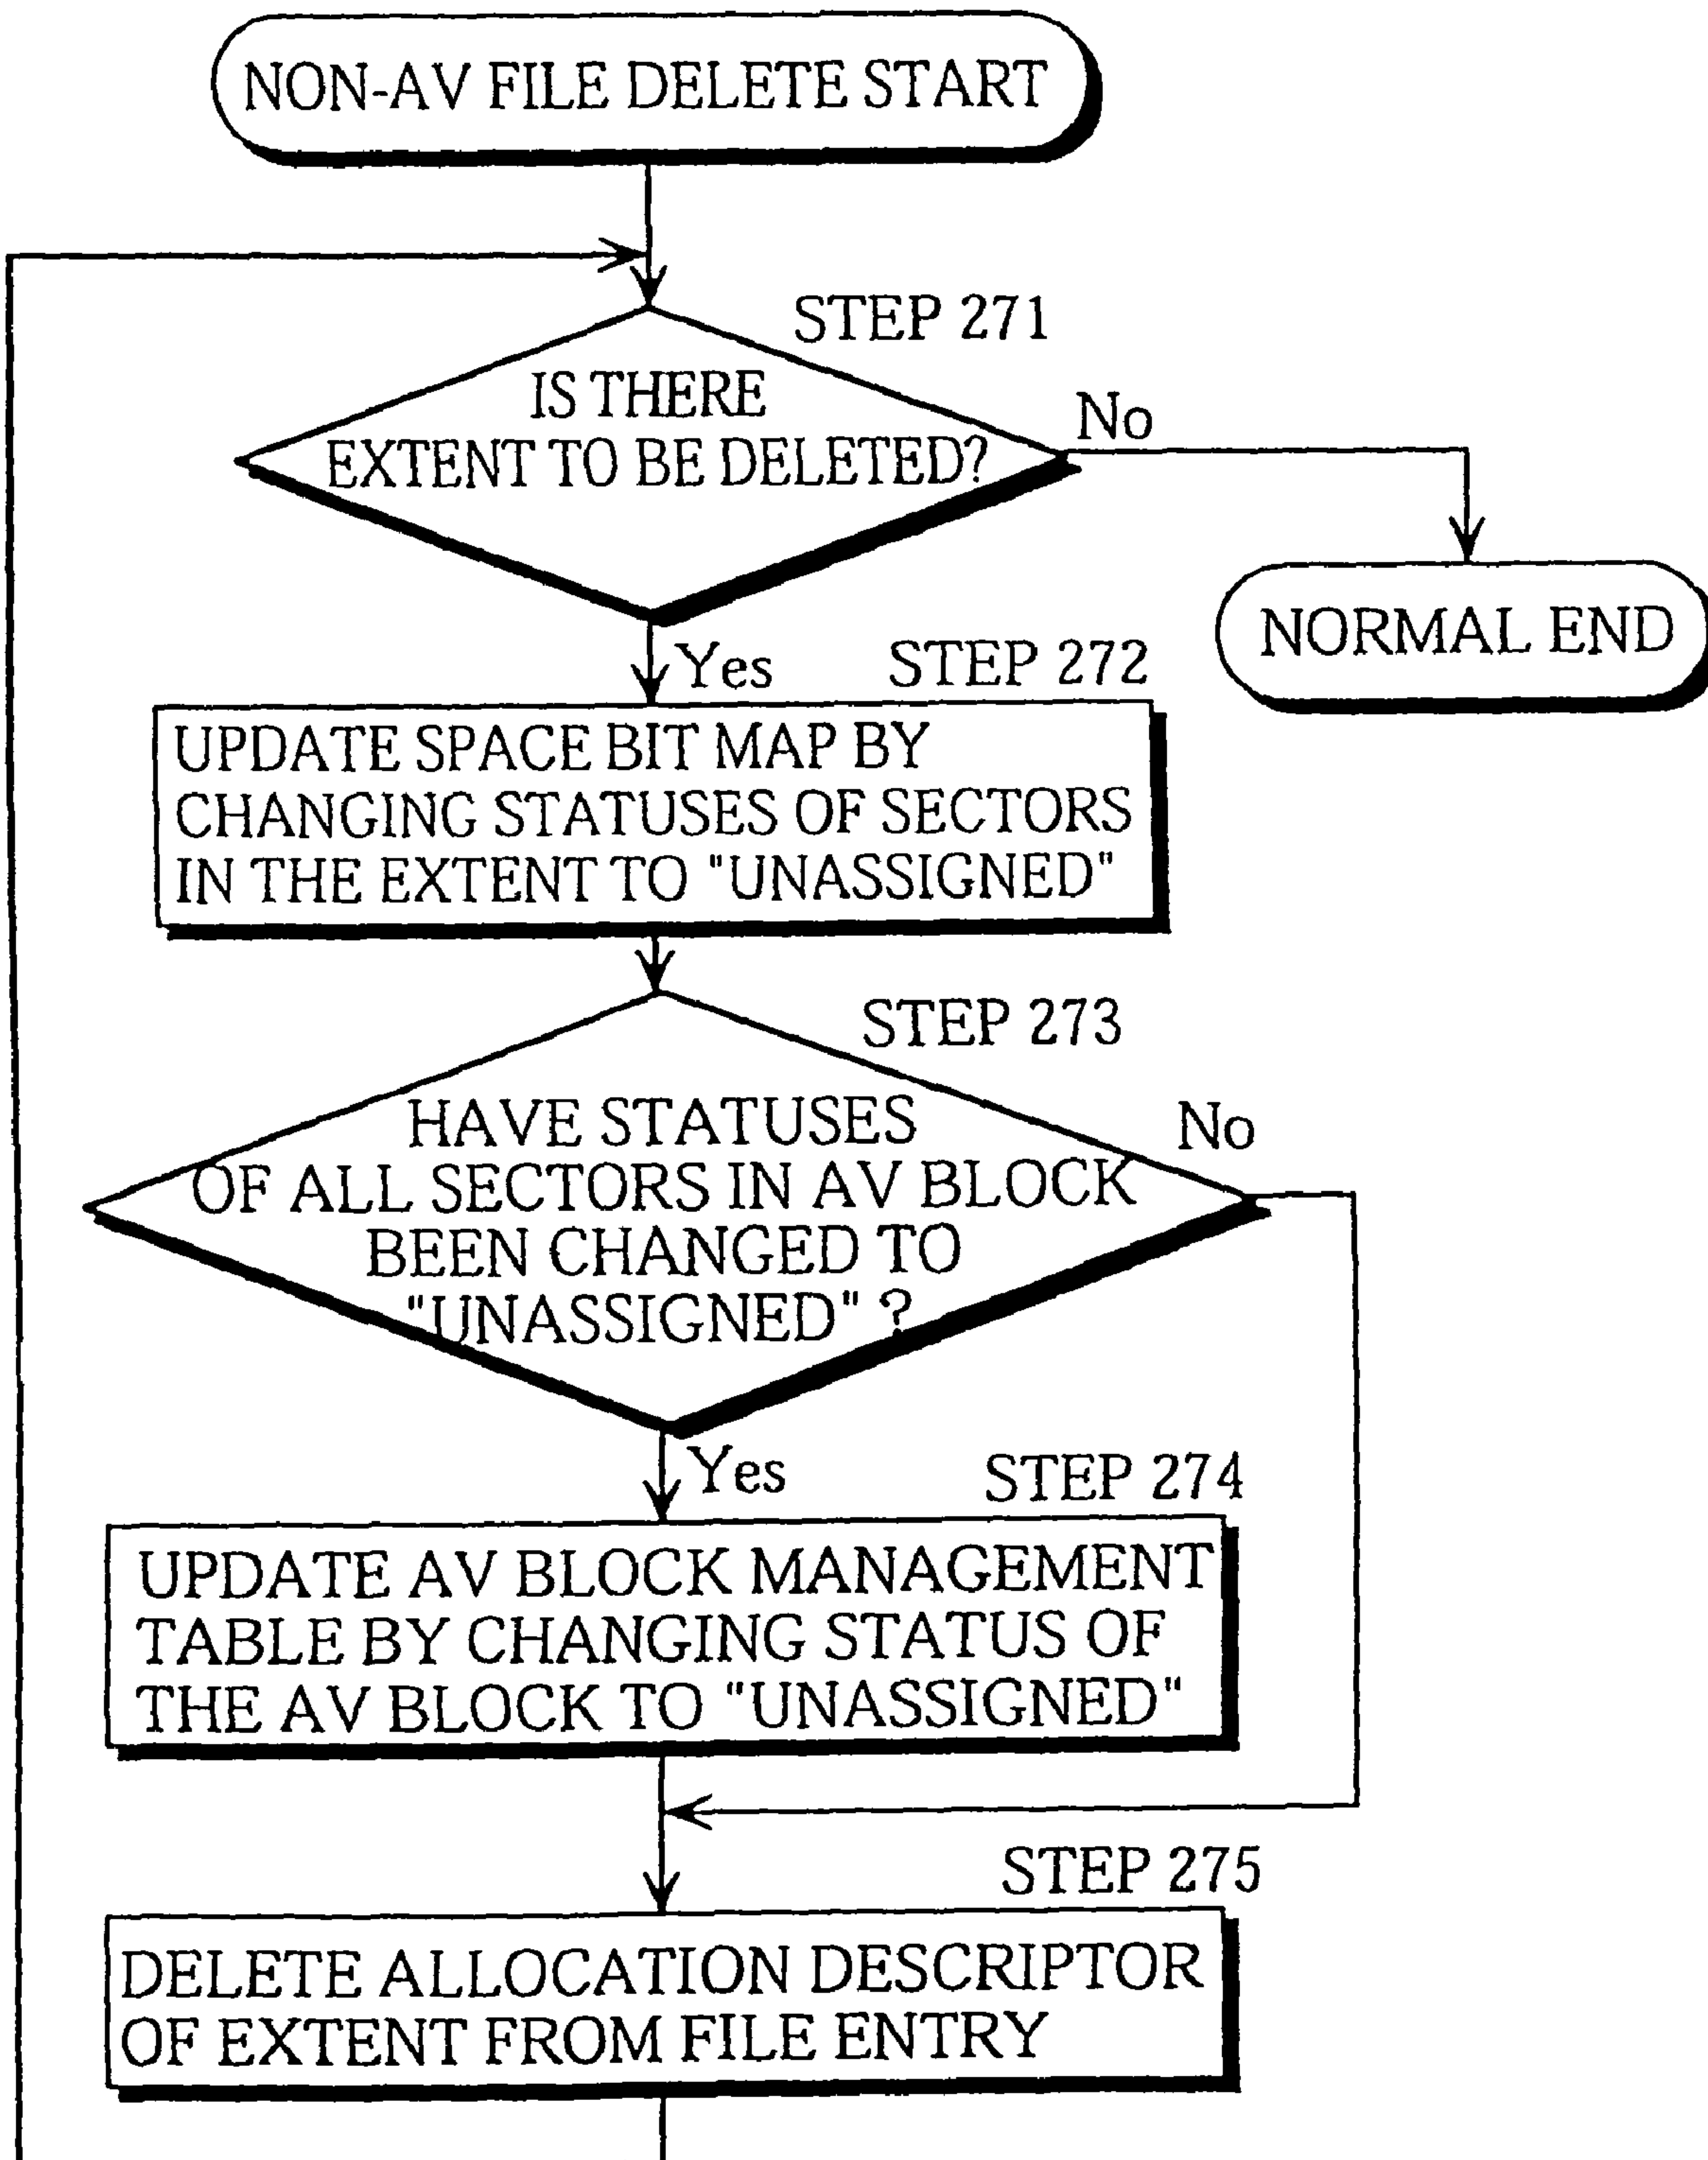 NON-AV FILE DELETE START
STEP 271
IS THERE
EXTENT TO BE DELETED?
No
NORMAL END
Yes
STEP 272
UPDATE SPACE BIT MAP BY
CHANGING STATUSES OF SECTORS
IN THE EXTENT TO "UNASSIGNED"
STEP 273
HAVE STATUSES
OF ALL SECTORS IN AV BLOCK
BEEN CHANGED TO
"UNASSIGNED" ?
No
Yes
STEP 274
UPDATE AV BLOCK MANAGEMENT
TABLE BY CHANGING STATUS OF
THE AV BLOCK TO "UNASSIGNED"
STEP 275
DELETE ALLOCATION DESCRIPTOR
OF EXTENT FROM FILE ENTRY